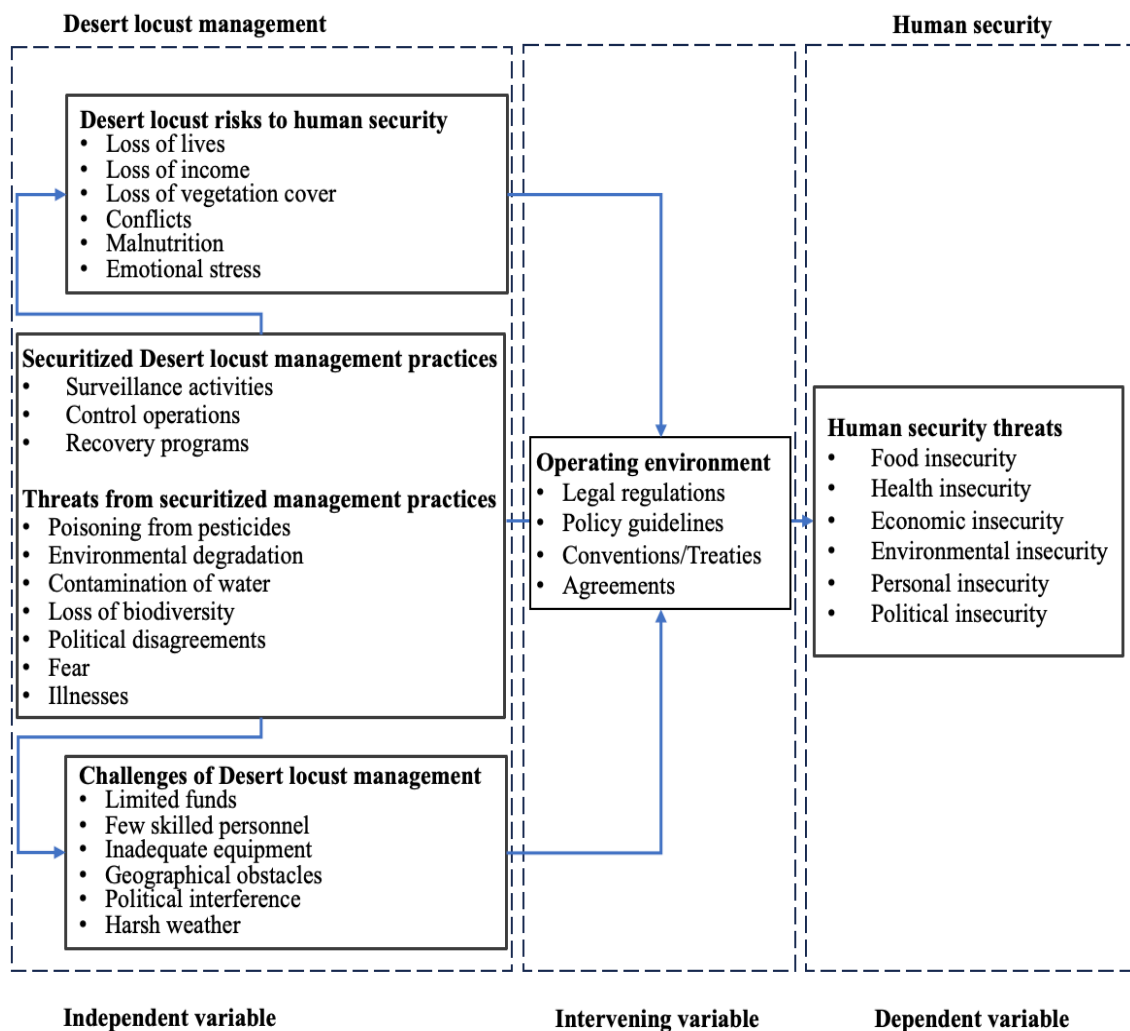 Desert locust management
Human security
Desert locust risks to human security
• Loss of lives
• Loss of income
• Loss of vegetation cover
• Conflicts
• Malnutrition
• Emotional stress
Securitized Desert locust management practices
• Surveillance activities
• Control operations
• Recovery programs
Threats from securitized management practices
• Poisoning from pesticides
• Environmental degradation
• Contamination of water
• Loss of biodiversity
• Political disagreements
• Fear
• Illnesses
Challenges of Desert locust management
• Limited funds
• Few skilled personnel
• Inadequate equipment
• Geographical obstacles
• Political interference
• Harsh weather
Operating environment
• Legal regulations
• Policy guidelines
• Conventions/Treaties
• Agreements
Human security threats
• Food insecurity
• Health insecurity
• Economic insecurity
• Environmental insecurity
• Personal insecurity
• Political insecurity
Independent variable
Intervening variable
Dependent variable